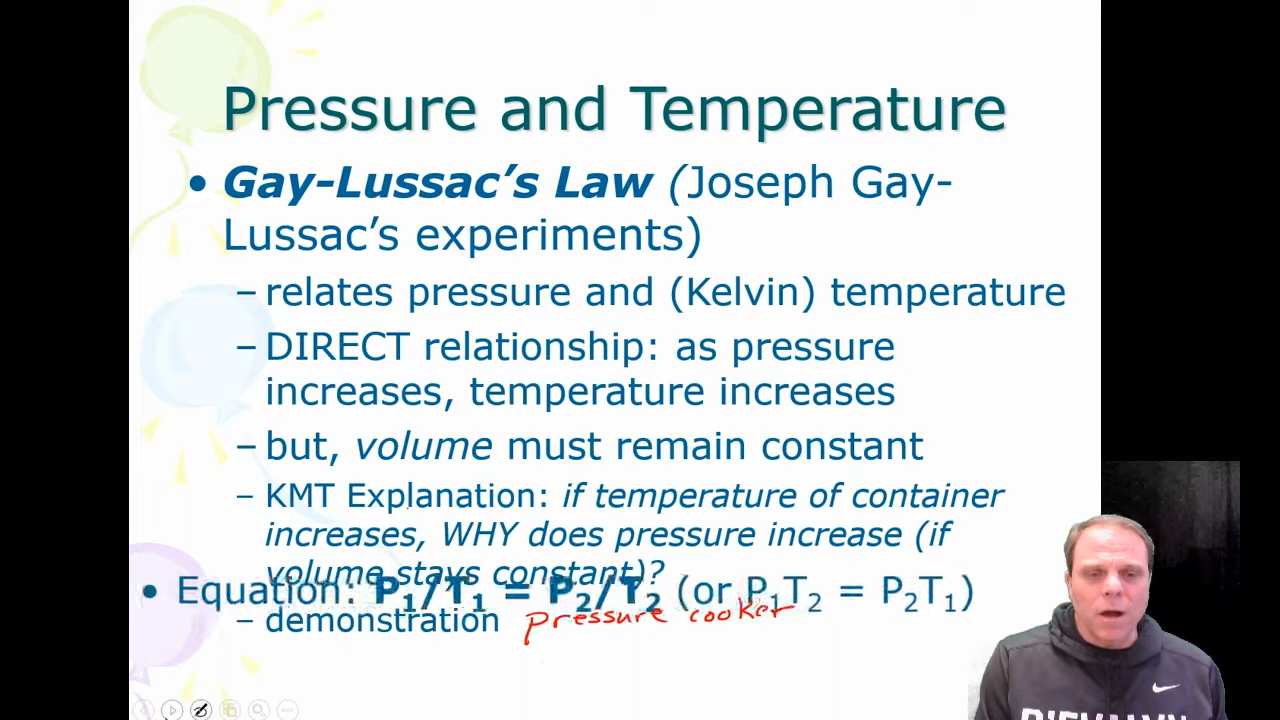 Pressure and Temperature
• Gay-Lussac’s Law (Joseph Gay-
Lussac’s experiments)
– relates pressure and (Kelvin) temperature
– DIRECT relationship: as pressure
increases, temperature increases
– but, volume must remain constant
– KMT Explanation: if temperature of container
increases, WHY does pressure increase (if
volume stays constant)?
• Equation: P₁/T₁ = P₂/T₂ (or P₁T₂ = P₂T₁)
– demonstration pressure cooker